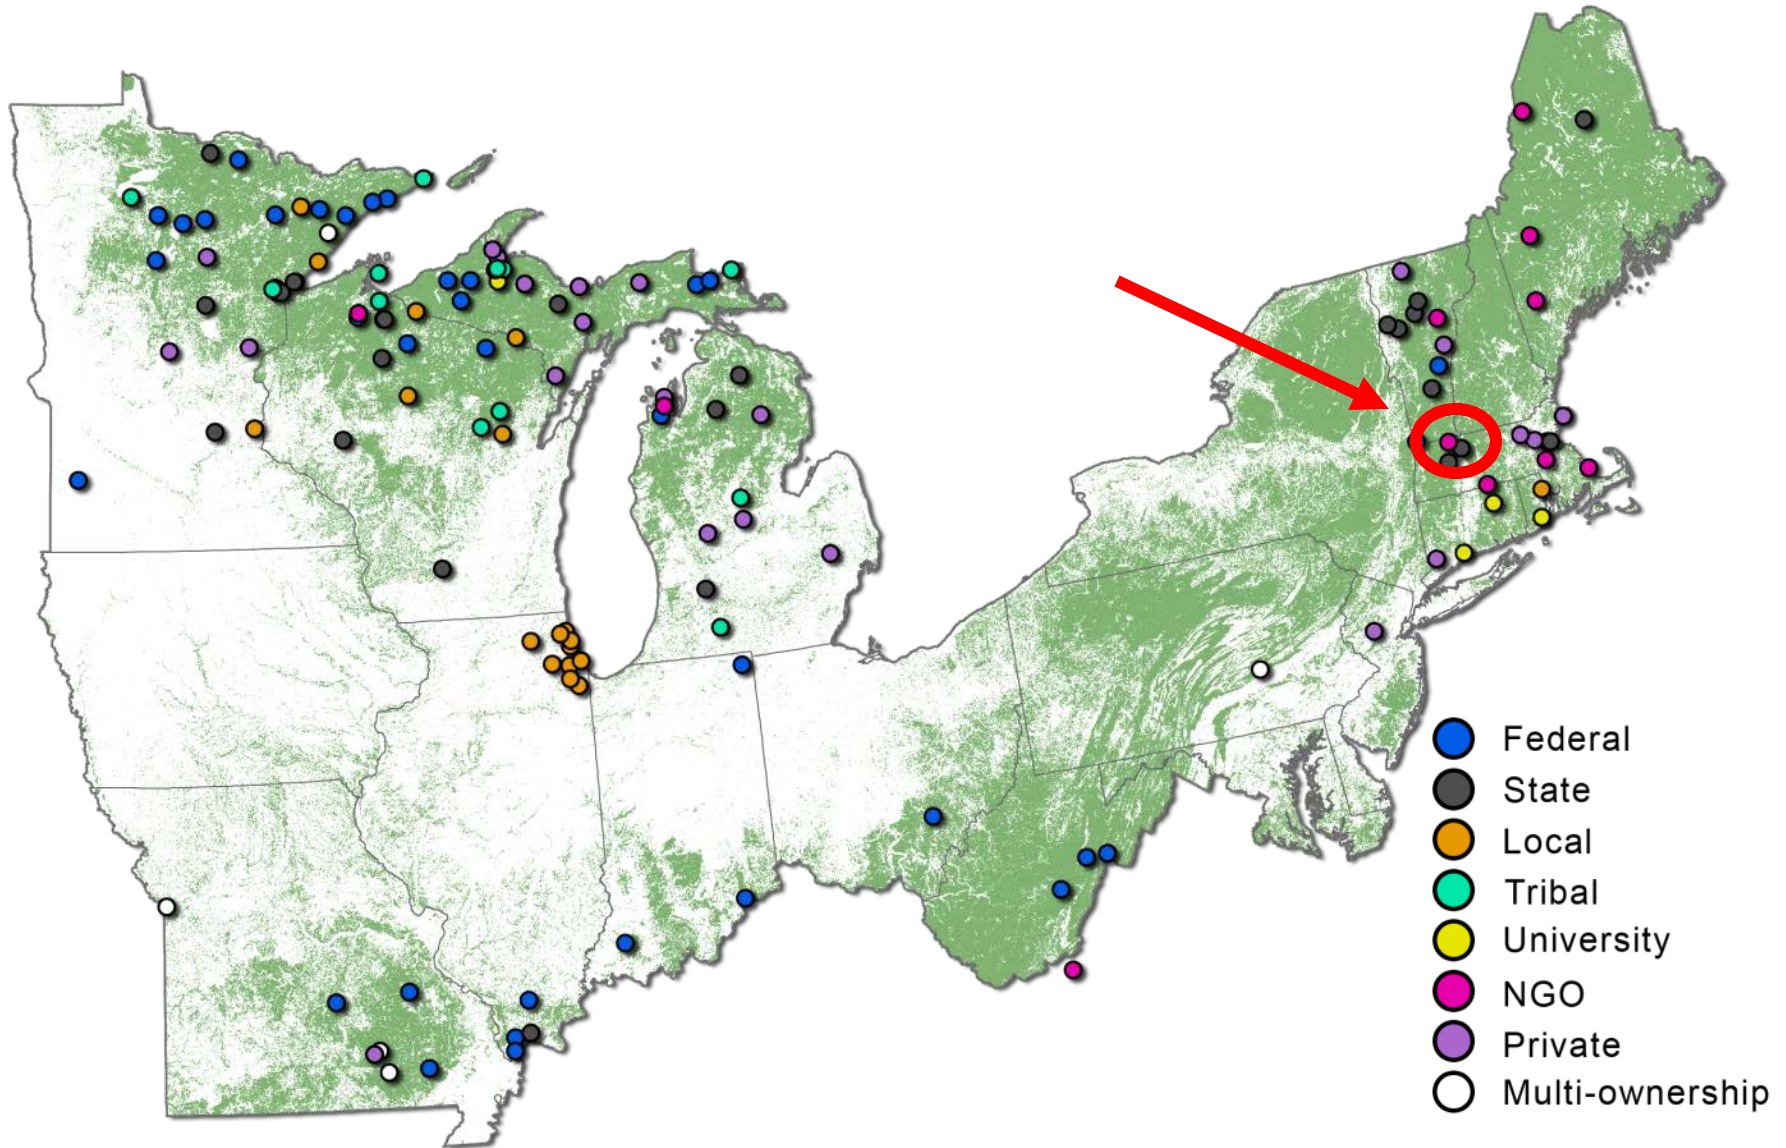 Federal
State
Local
Tribal
University
NGO
Private
Multi-ownership